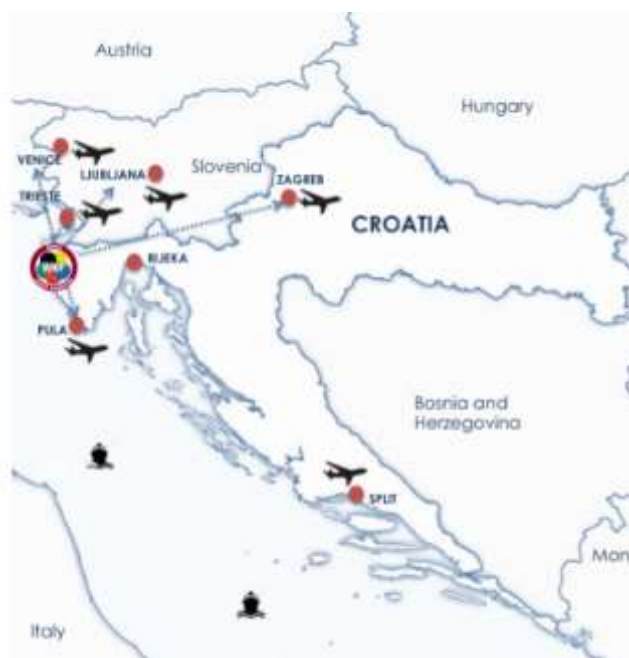 Austria
Hungary
VENICE
LJUBLJANA
Slovenia
TRIESTE
ZAGREB
CROATIA
RIJEKA
PULA
Bosnia and
Herzegovina
SPLIT
Mon
Italy